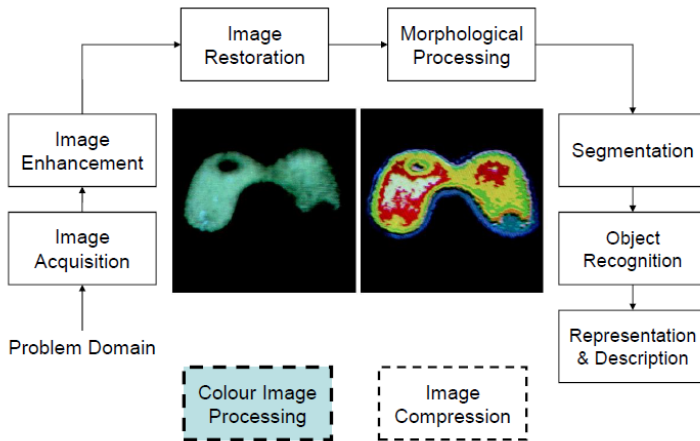 Image
Restoration
Morphological
Processing
Image
Enhancement
Segmentation
Image
Acquisition
Object
Recognition
Problem Domain
Representation
& Description
Colour Image
Processing
Image
Compression